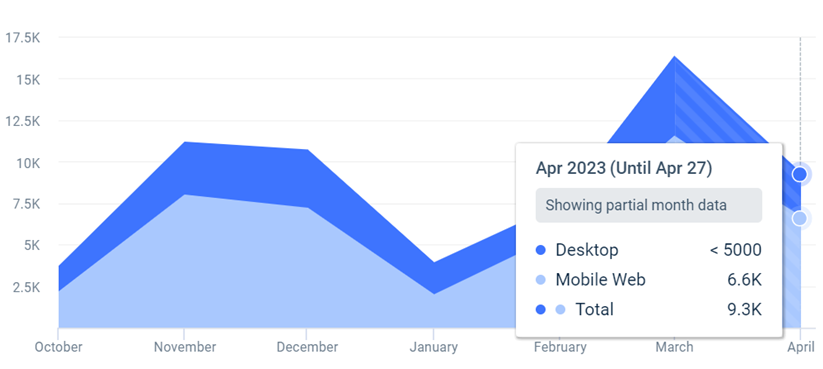 17.5K
15K
12.5K
10K
7.5K
5K
2.5K
Apr 2023 (Until Apr 27)
Showing partial month data
Desktop < 5000
Mobile Web 6.6K
Total 9.3K
October November December January February March April